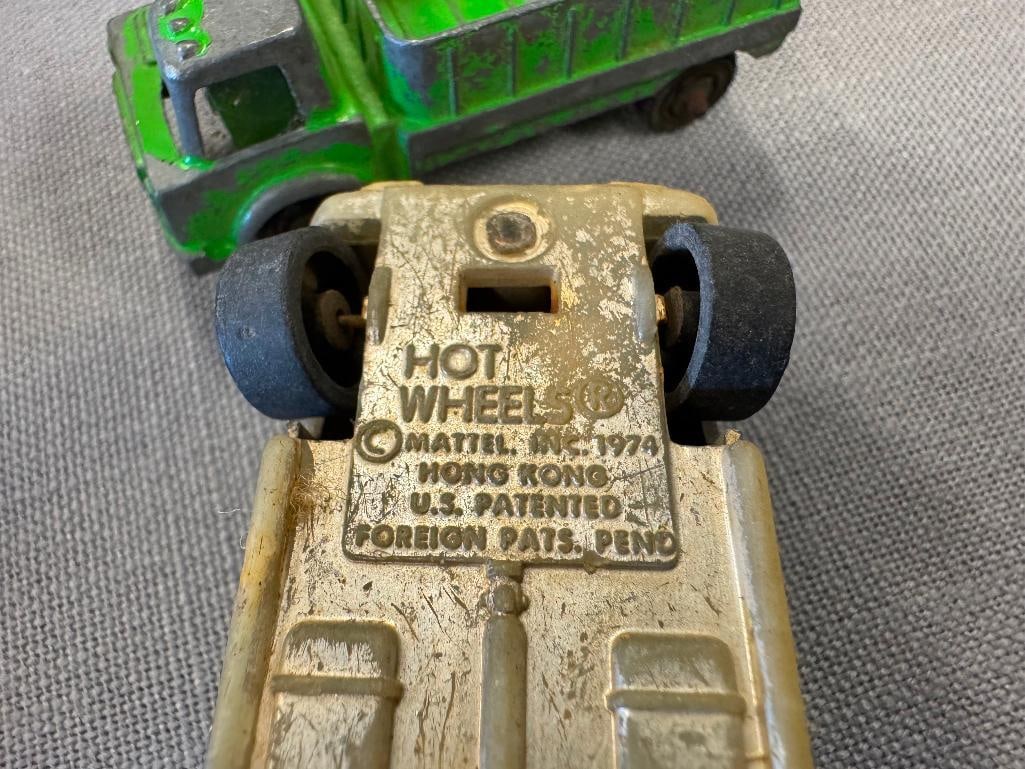 HOT
WHEELS®
© MATTEL. INC. 1974
HONG KONG
U.S. PATENTED
FOREIGN PATS. PEND